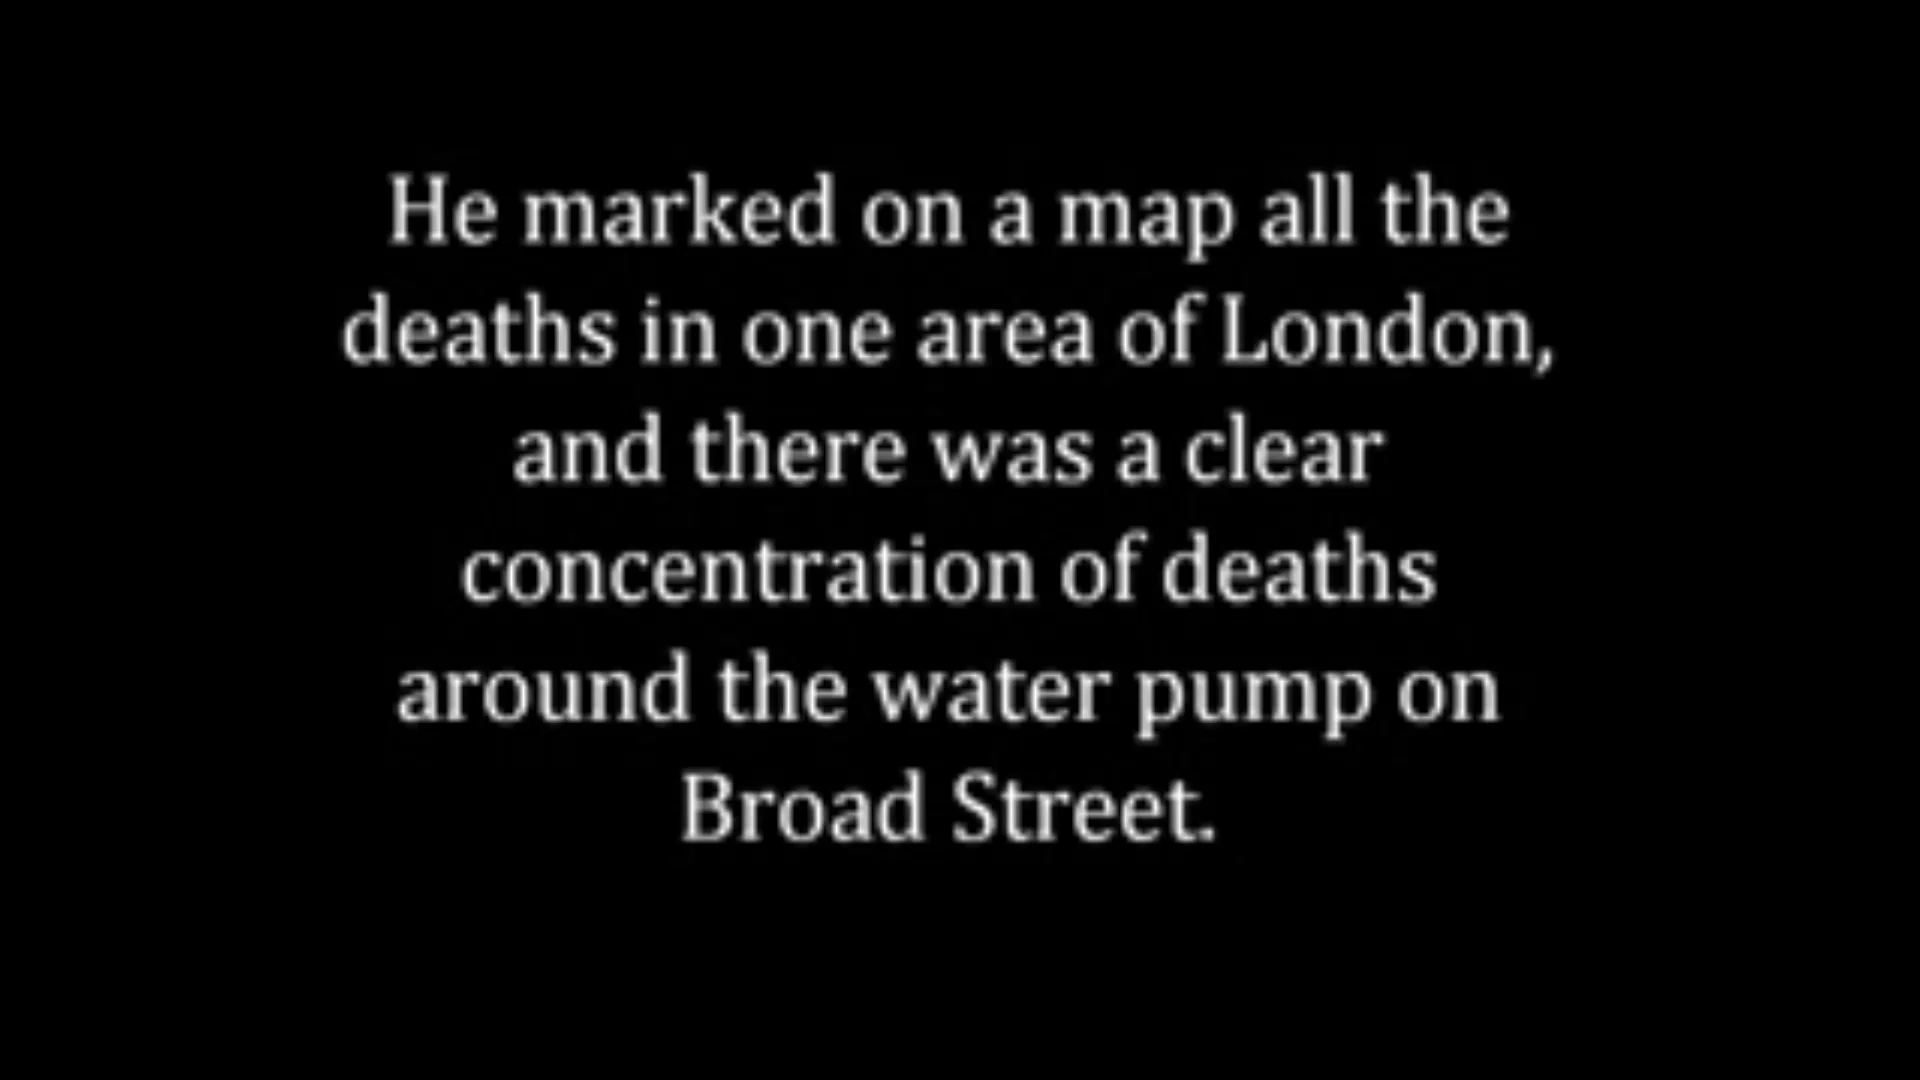 He marked on a map all the
deaths in one area of London,
and there was a clear
concentration of deaths
around the water pump on
Broad Street.